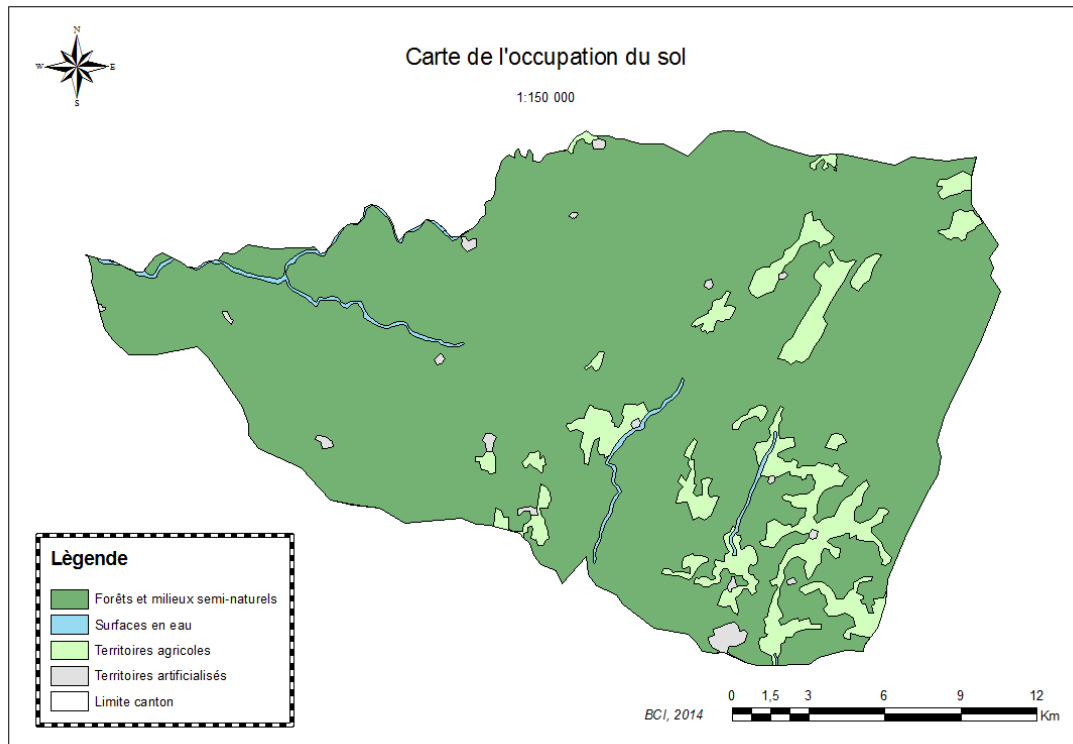 N
W E
S
Carte de l'occupation du sol
1:150 000
Lègende
Forêts et milieux semi-naturels
Surfaces en eau
Territoires agricoles
Territoires artificialisés
Limite canton
BCI, 2014
0 1,5 3 6 9 12
Km